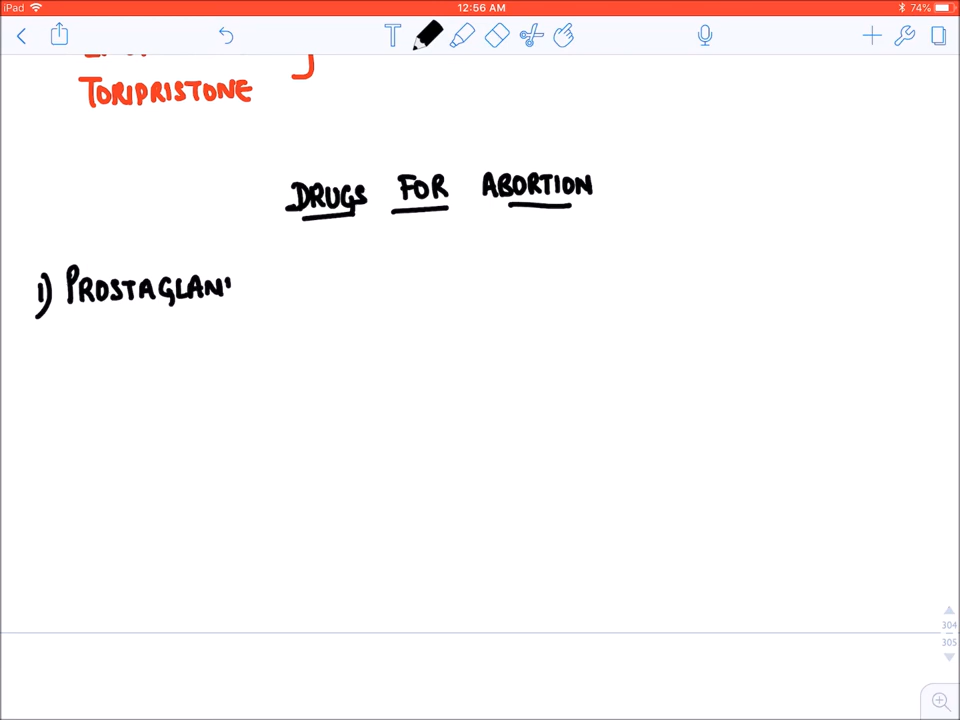 iPad 12:56 AM 74%
T
TORIPRISTONE
DRUGS FOR ABORTION
1) PROSTAGLAN
304
305